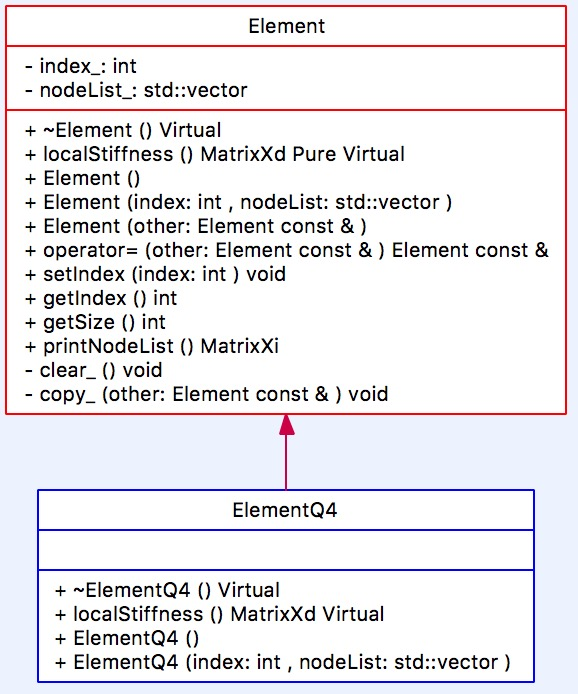 Element
- index_: int
- nodeList_: std::vector
+ ~Element () Virtual
+ localStiffness () MatrixXd Pure Virtual
+ Element ()
+ Element (index: int , nodeList: std::vector )
+ Element (other: Element const & )
+ operator= (other: Element const & ) Element const &
+ setIndex (index: int ) void
+ getIndex () int
+ getSize () int
+ printNodeList () MatrixXi
- clear_ () void
- copy_ (other: Element const & ) void
ElementQ4
+ ~ElementQ4 () Virtual
+ localStiffness () MatrixXd Virtual
+ ElementQ4 ()
+ ElementQ4 (index: int , nodeList: std::vector )